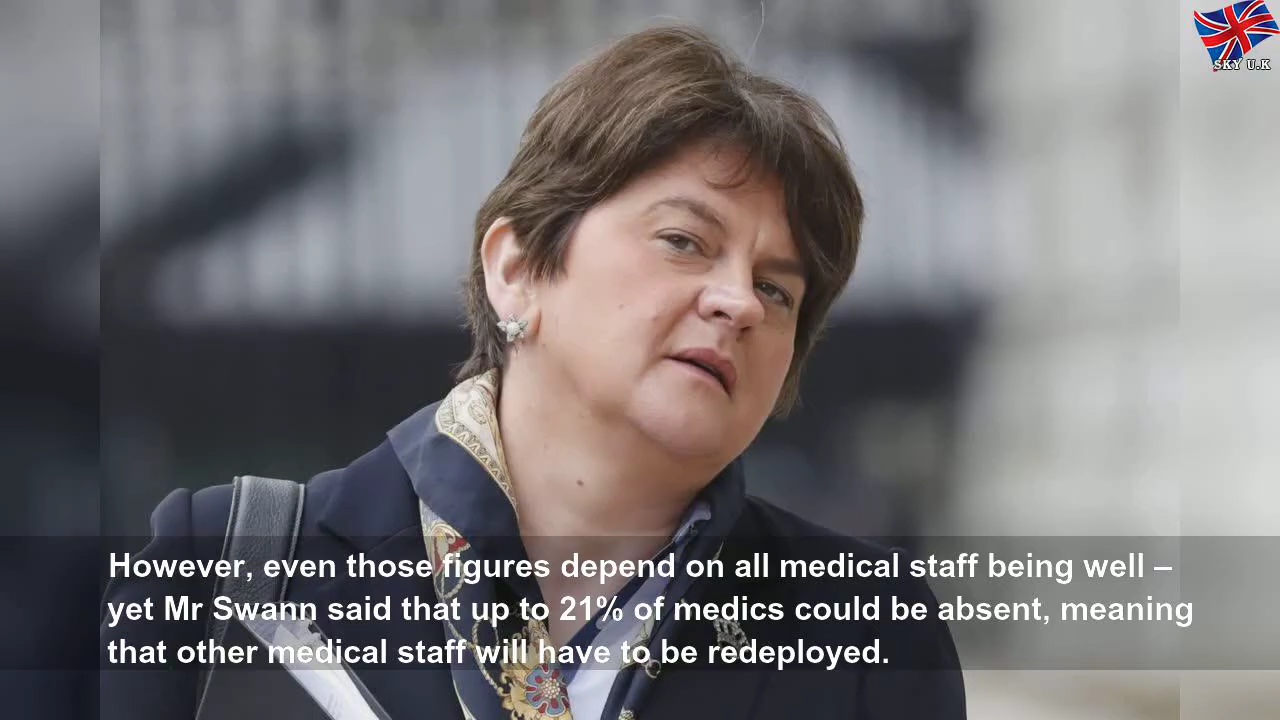 SKY U.K
However, even those figures depend on all medical staff being well –
yet Mr Swann said that up to 21% of medics could be absent, meaning
that other medical staff will have to be redeployed.